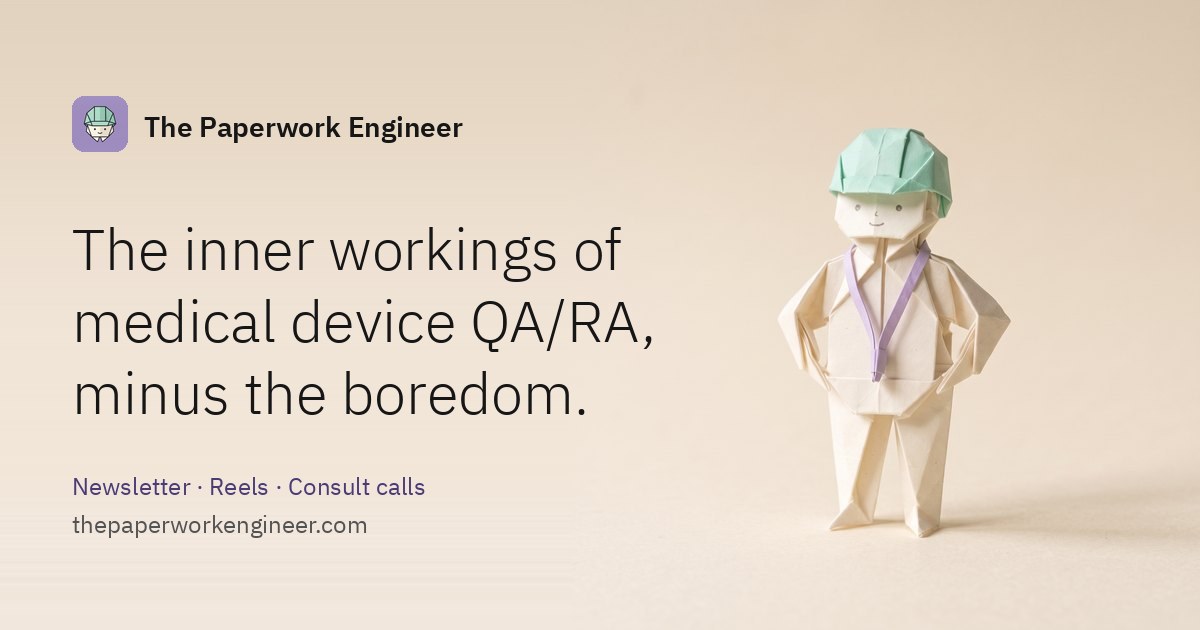 The Paperwork Engineer
The inner workings of
medical device QA/RA,
minus the boredom.
Newsletter · Reels · Consult calls
thepaperworkengineer.com